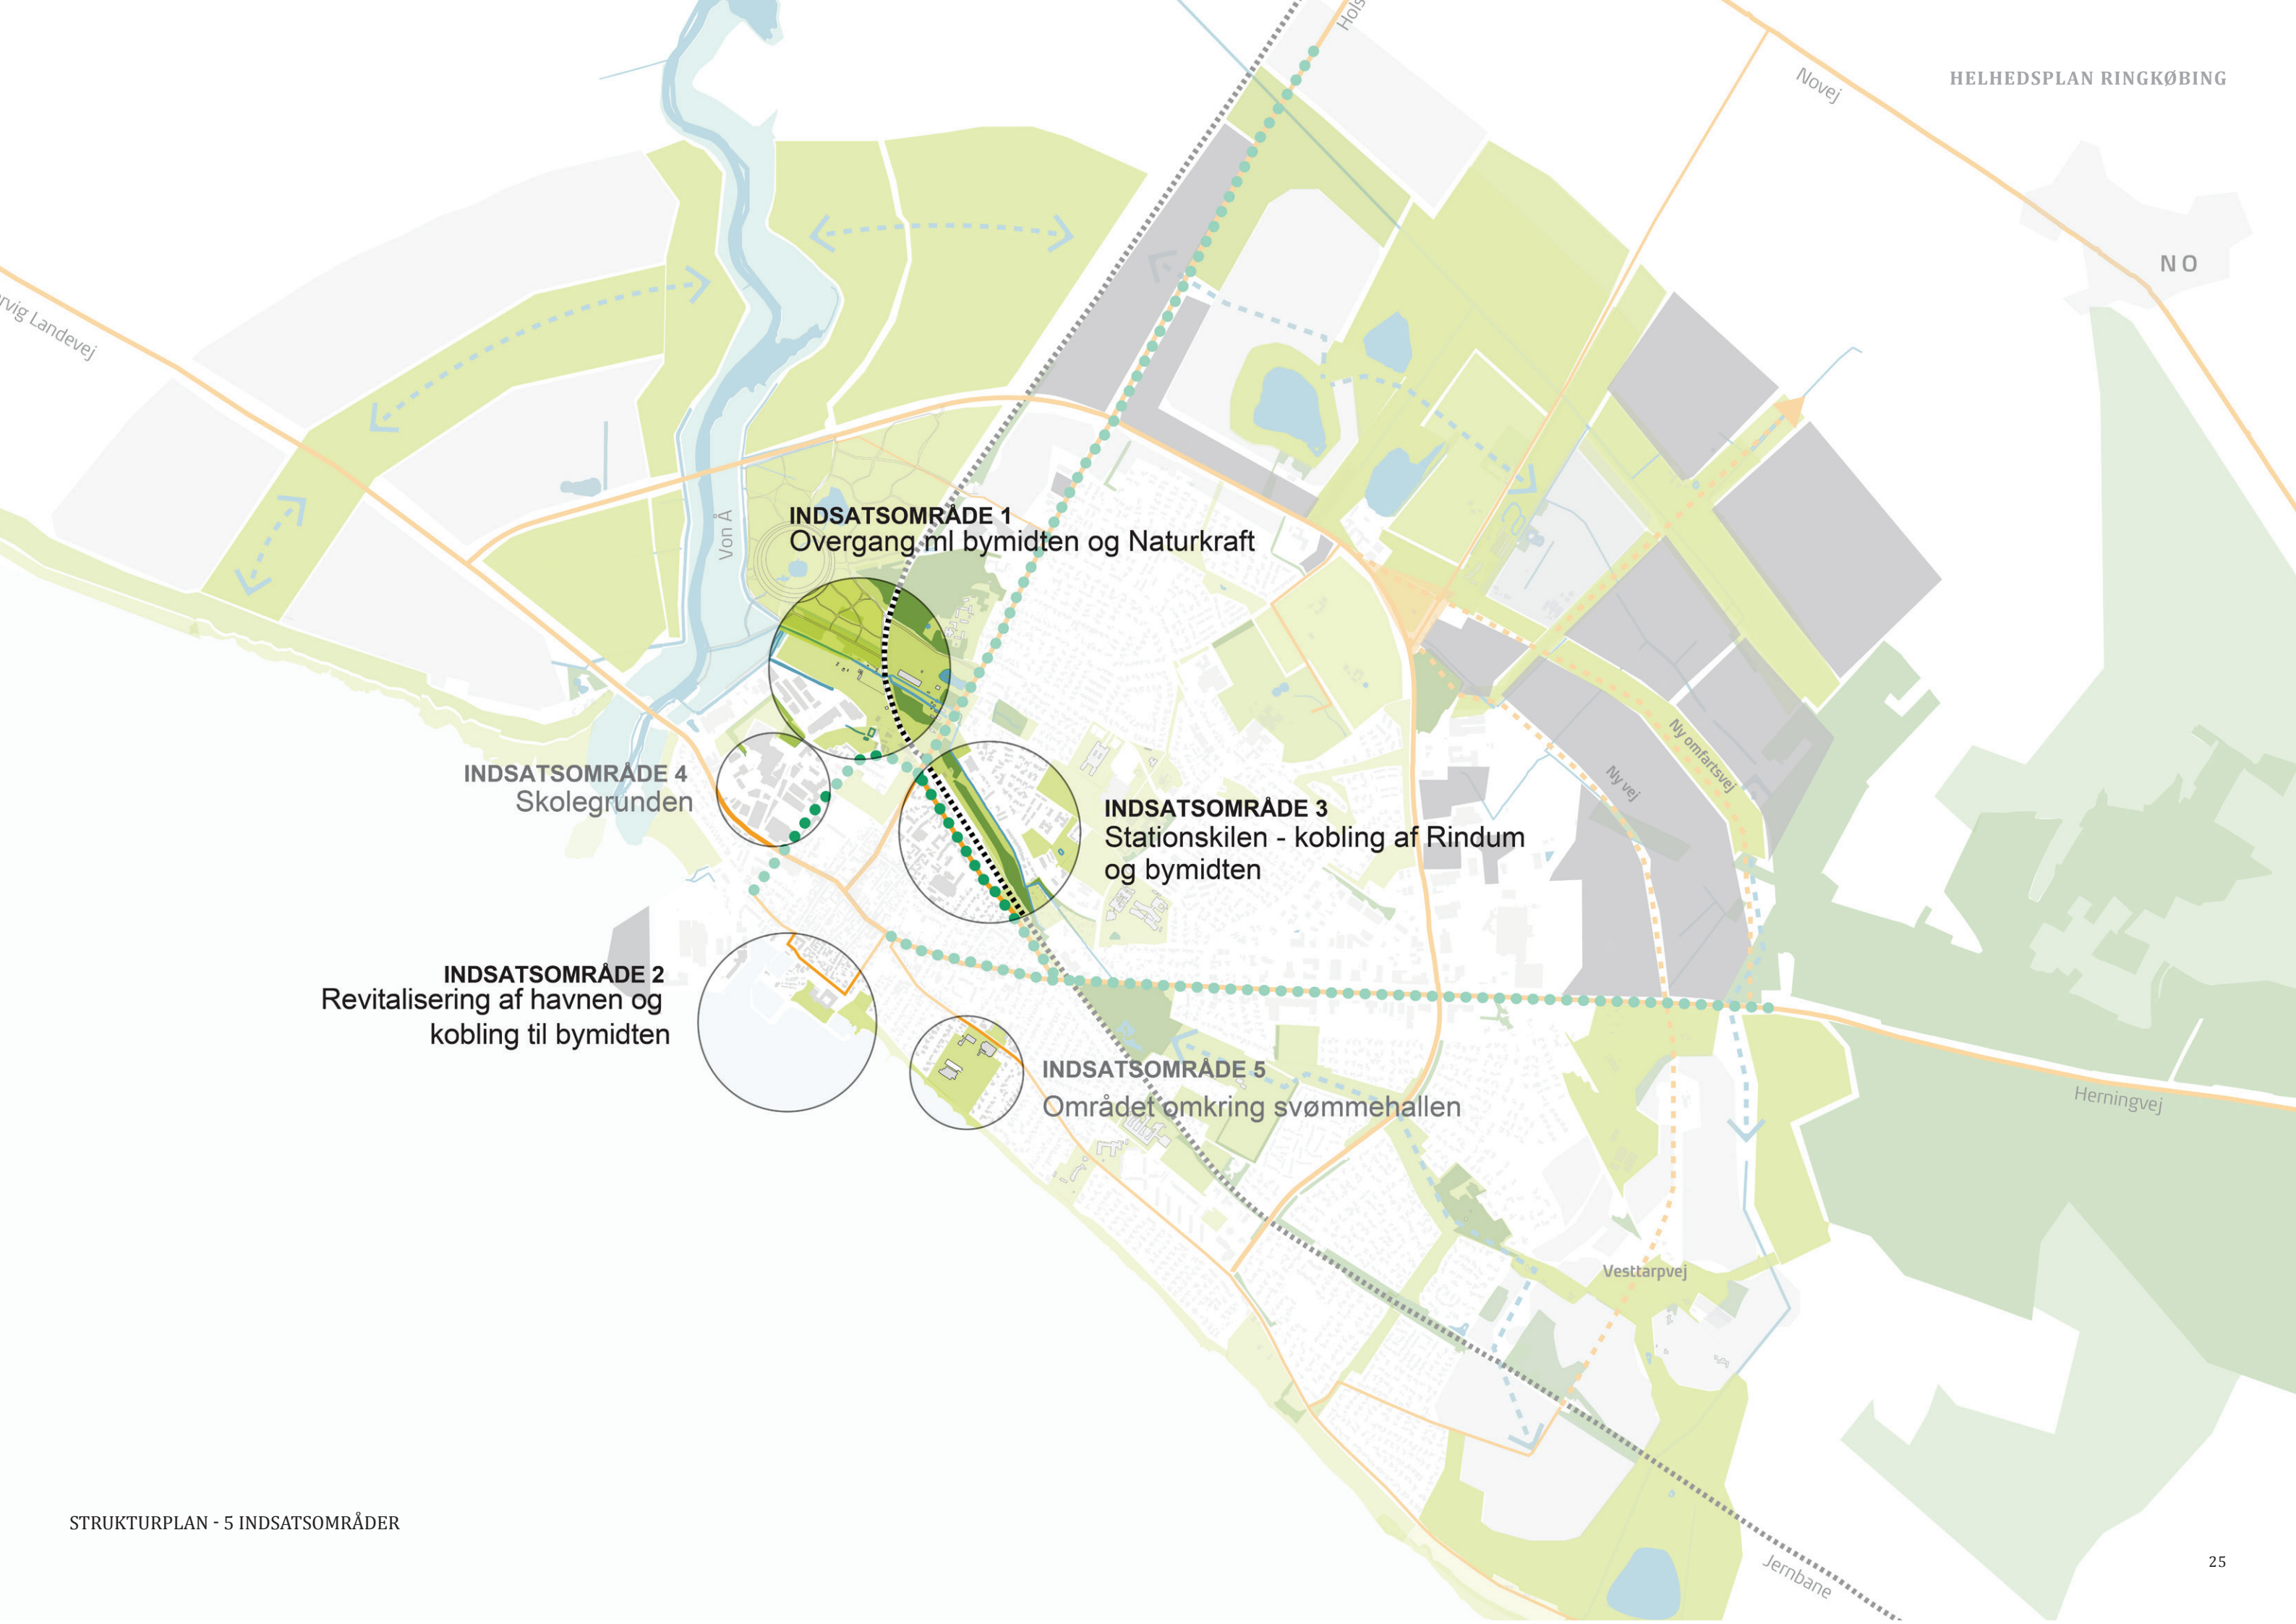 Hols
Novej
HELHEDSPLAN RINGKØBING
NO
rvig Landevej
Von Å
INDSATSOMRÅDE 1
Overgang ml bymidten og Naturkraft
Ny omfartsvej
Ny vej
INDSATSOMRÅDE 4
Skolegrunden
INDSATSOMRÅDE 3
Stationskilen - kobling af Rindum
og bymidten
INDSATSOMRÅDE 2
Revitalisering af havnen og
kobling til bymidten
INDSATSOMRÅDE 5
Området omkring svømmehallen
Herningvej
Vesttarpvej
STRUKTURPLAN - 5 INDSATSOMRÅDER
Jernbane
25